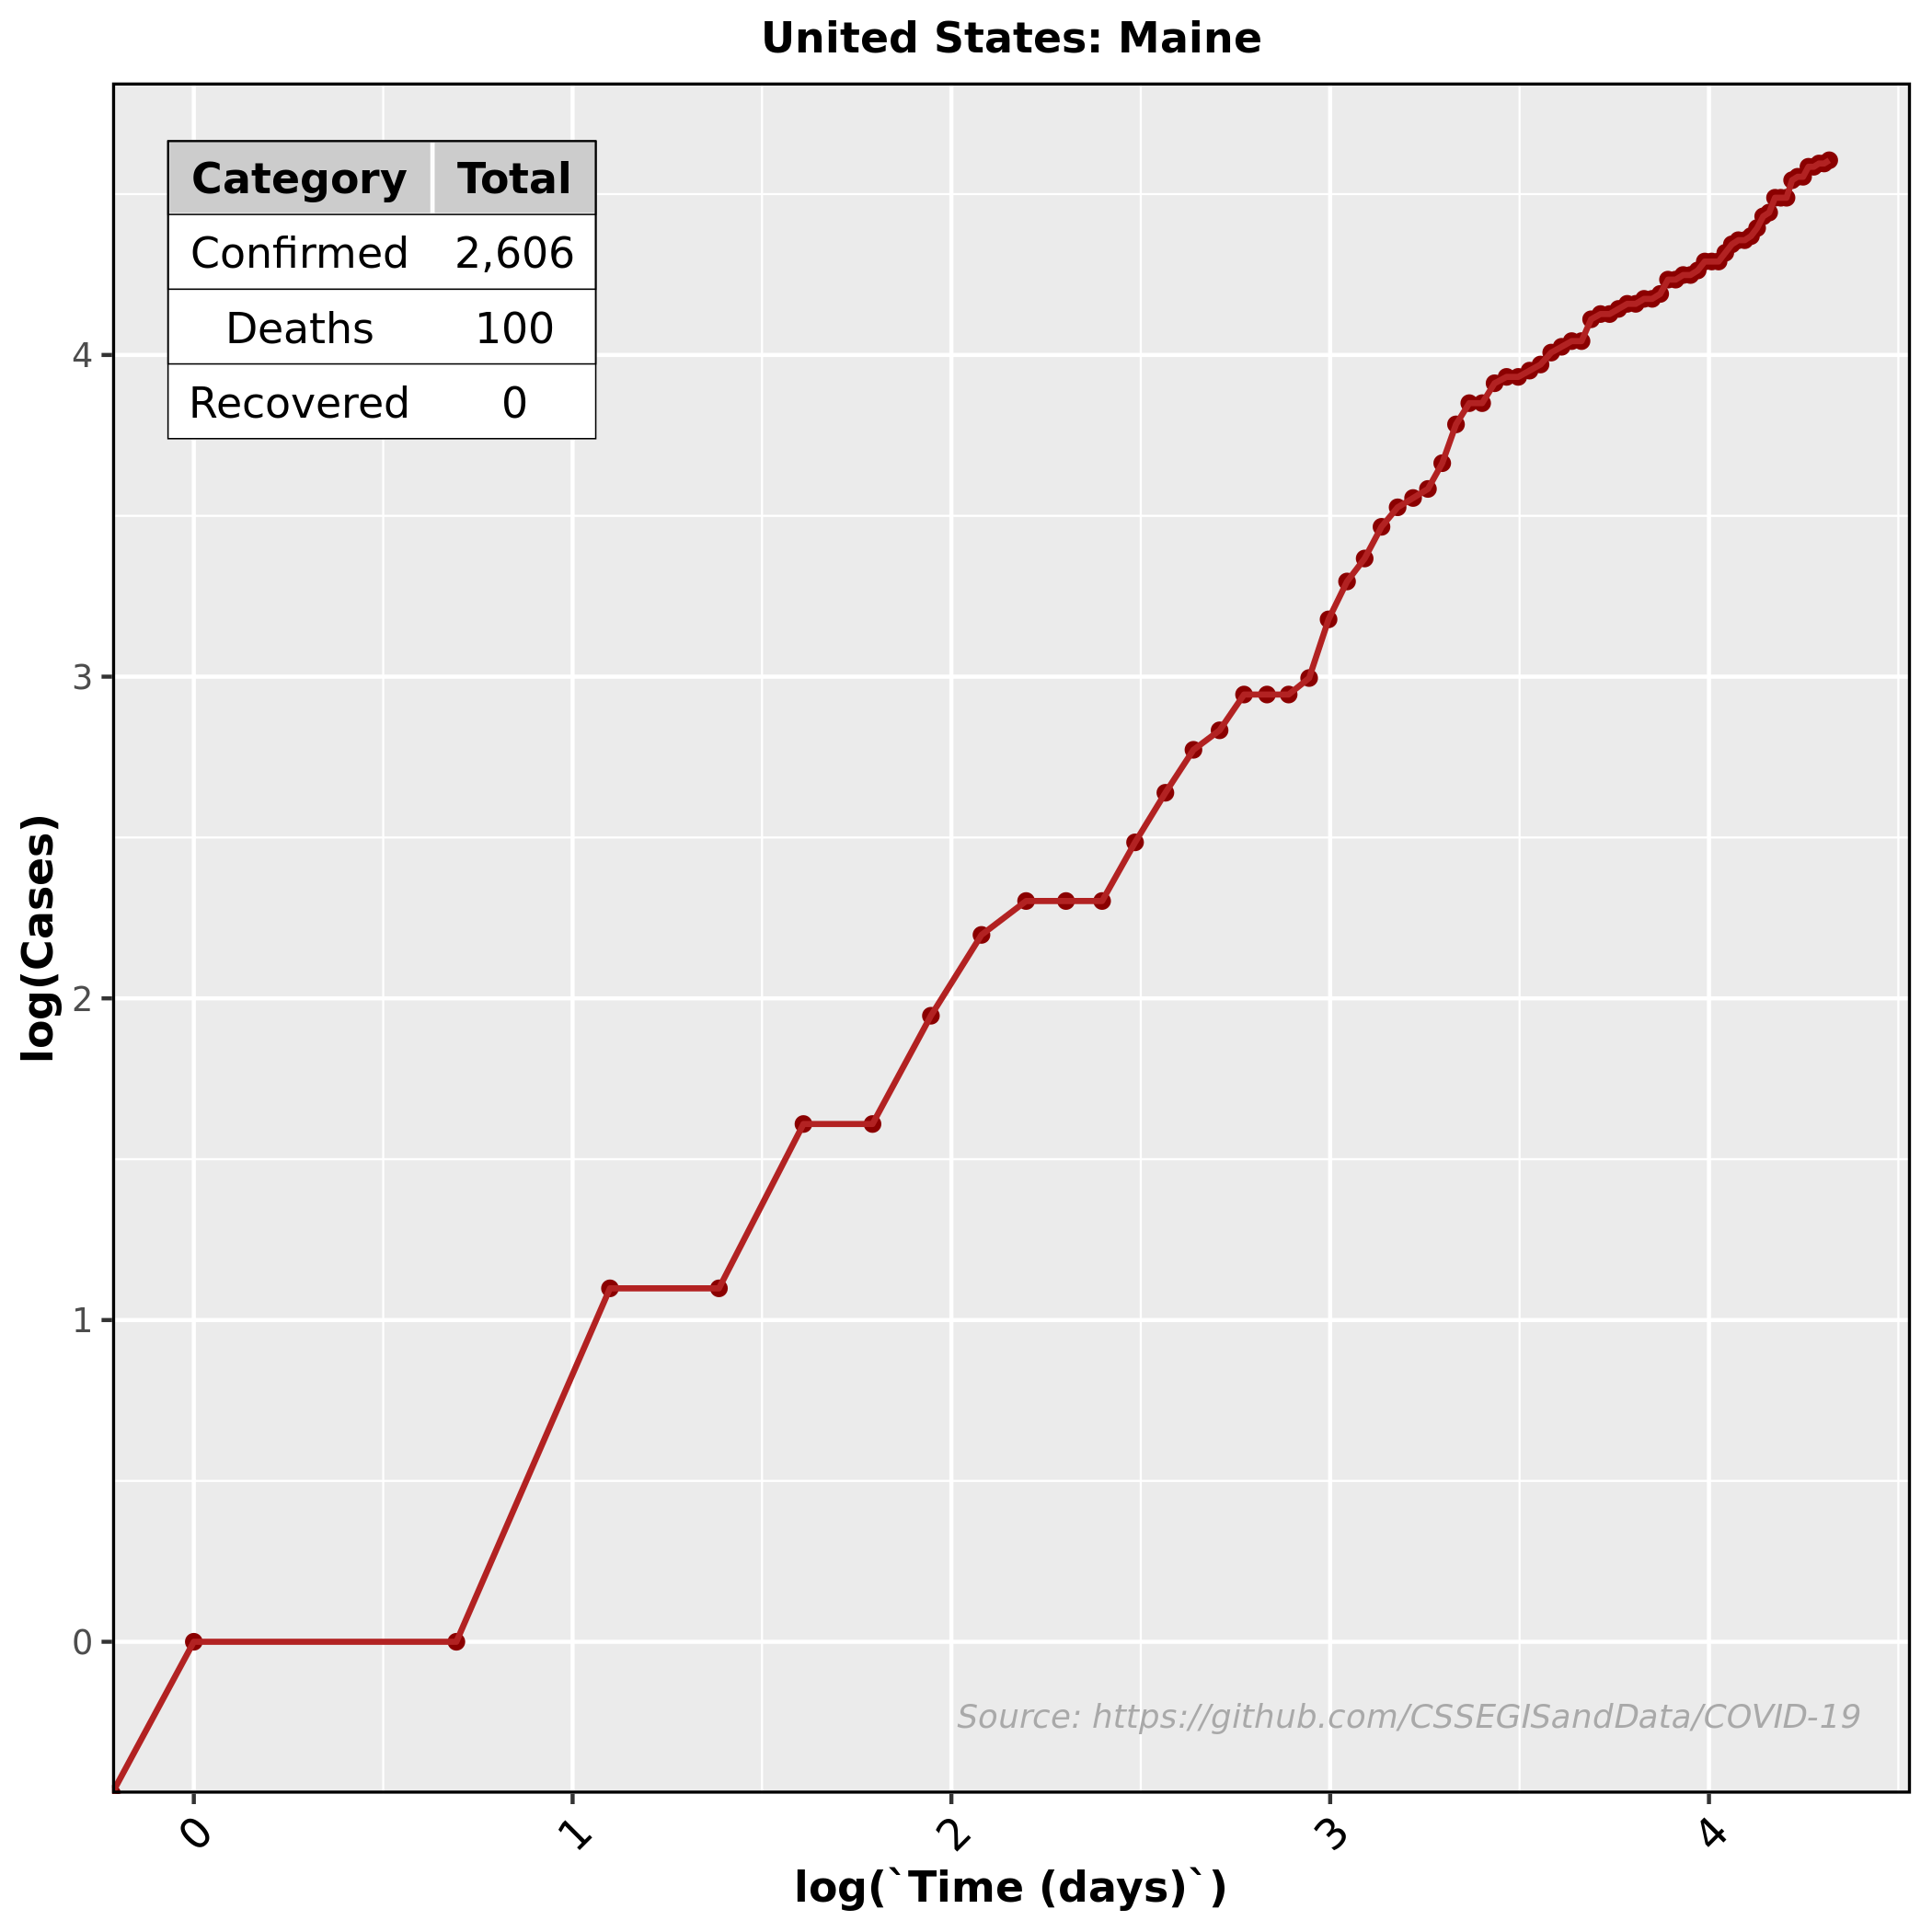 United States: Maine
Category Total
Confirmed 2,606
Deaths 100
Recovered 0
4
3
2
1
0
log(Cases)
Source: https://github.com/CSSEGISandData/COVID-19
0 1 2 3 4
log(`Time (days)`)